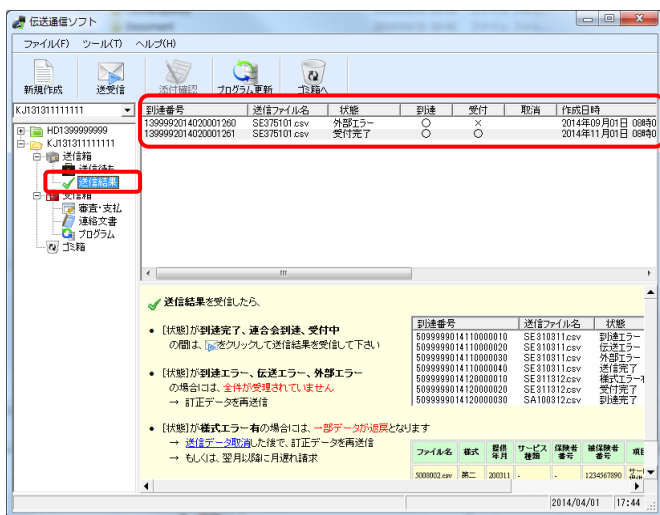 伝送通信ソフト
ファイル(F) ツール(T) ヘルプ(H)
新規作成 送受信 添付確認 プログラム更新 ゴミ箱へ
KJ131311111111
到達番号 送信ファイル名 状態 到達 受付 取消 作成日時
1399992014020001260 SE375101.csv 外部エラー ○ × 2014年09月01日 08時0
1399992014020001261 SE375101.csv 受付完了 ○ ○ 2014年11月01日 08時0
HD1399999999
KJ131311111111
送信箱
送信待ち
送信結果
受信箱
審査・支払
連絡文書
プログラム
ゴミ箱
送信結果を受信したら、
• [状態]が到達完了、連合会到達、受付中
の間は、をクリックして送信結果を受信して下さい
• [状態]が到達エラー、伝送エラー、外部エラー
の場合には、全件が受理されていません
→ 訂正データを再送信
• [状態]が様式エラー有の場合には、一部データが返戻となります
→ 送信データ取消した後で、訂正データを再送信
→ もしくは、翌月以降に月遅れ請求
到達番号 送信ファイル名 状態
5099999014110000010 SE310311.csv 到達エラー
5099999014110000020 SE310311.csv 伝送エラー
5099999014110000030 SE310311.csv 外部エラー
5099999014110000040 SE310311.csv 送信完了
5099999014120000010 SE311312.csv 様式エラー有
5099999014120000020 SE311312.csv 受付完了
5099999014120000030 SA100312.csv 到達完了
ファイル名 様式 提供年月 サービス種類 保険者番号 被保険者番号 項目
5008002.csv 第二 200311 - - 1234567890
2014/04/01 17:44